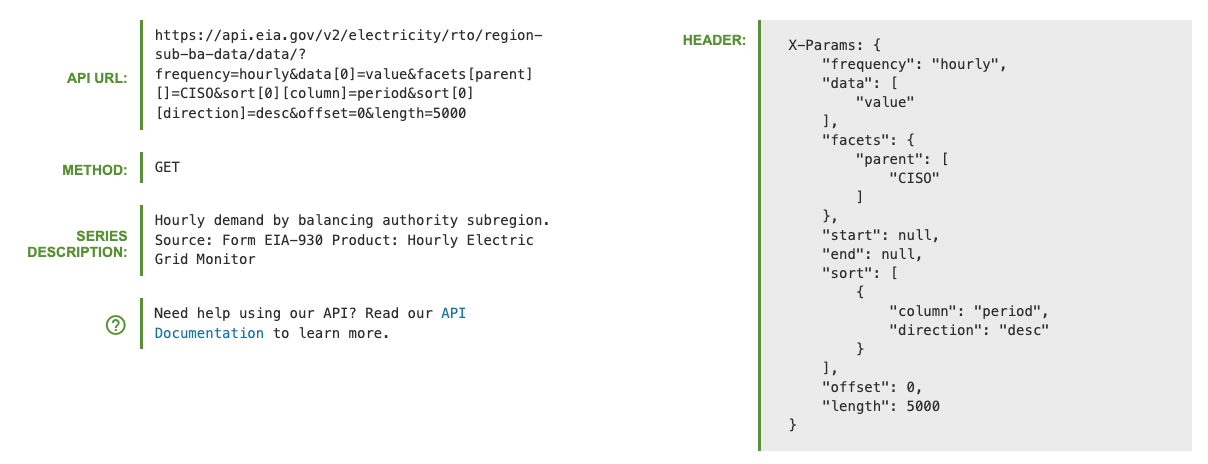 API URL:
https://api.eia.gov/v2/electricity/rto/region-
sub-ba-data/data/?
frequency=hourly&data[0]=value&facets[parent]
[]=CISO&sort[0][column]=period&sort[0]
[direction]=desc&offset=0&length=5000
METHOD:
GET
SERIES
DESCRIPTION:
Hourly demand by balancing authority subregion.
Source: Form EIA-930 Product: Hourly Electric
Grid Monitor
?
Need help using our API? Read our API
Documentation to learn more.
HEADER:
X-Params: {
    "frequency": "hourly",
    "data": [
        "value"
    ],
    "facets": {
        "parent": [
            "CISO"
        ]
    },
    "start": null,
    "end": null,
    "sort": [
        {
            "column": "period",
            "direction": "desc"
        }
    ],
    "offset": 0,
    "length": 5000
}